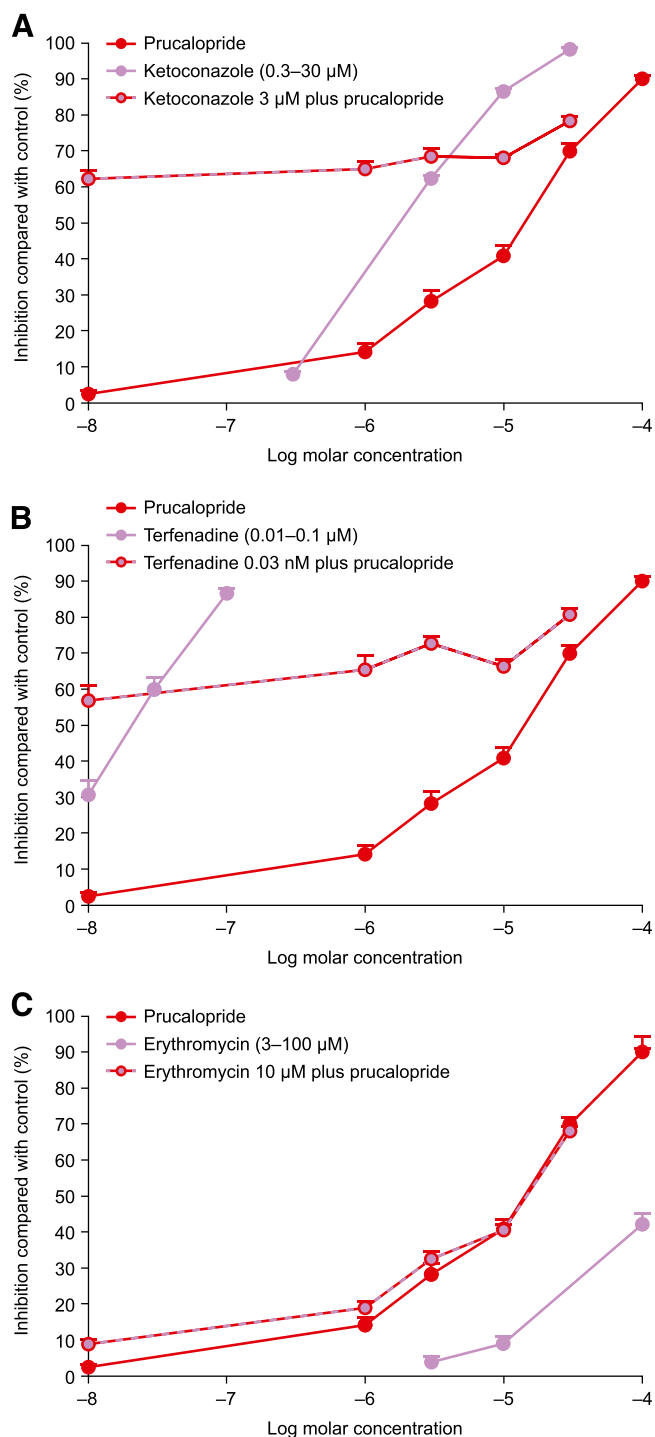 A
Prucalopride
Ketoconazole (0.3–30 µM)
Ketoconazole 3 µM plus prucalopride
Inhibition compared with control (%)
100
90
80
70
60
50
40
30
20
10
0
–8 –7 –6 –5 –4
Log molar concentration
B
Prucalopride
Terfenadine (0.01–0.1 µM)
Terfenadine 0.03 nM plus prucalopride
Inhibition compared with control (%)
100
90
80
70
60
50
40
30
20
10
0
–8 –7 –6 –5 –4
Log molar concentration
C
Prucalopride
Erythromycin (3–100 µM)
Erythromycin 10 µM plus prucalopride
Inhibition compared with control (%)
100
90
80
70
60
50
40
30
20
10
0
–8 –7 –6 –5 –4
Log molar concentration